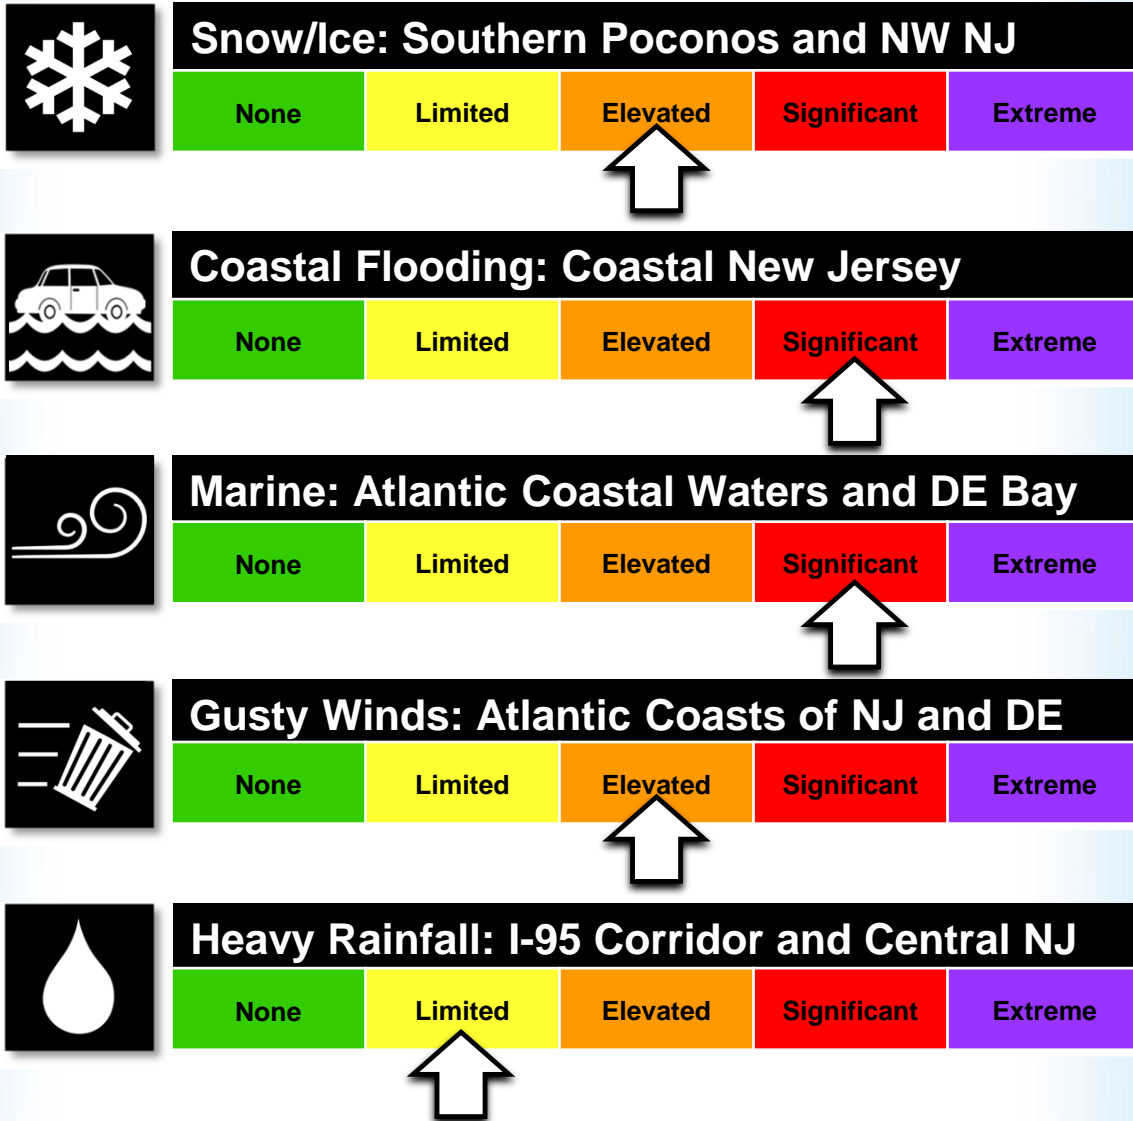 Snow/Ice: Southern Poconos and NW NJ
None Limited Elevated Significant Extreme
Coastal Flooding: Coastal New Jersey
None Limited Elevated Significant Extreme
Marine: Atlantic Coastal Waters and DE Bay
None Limited Elevated Significant Extreme
Gusty Winds: Atlantic Coasts of NJ and DE
None Limited Elevated Significant Extreme
Heavy Rainfall: I-95 Corridor and Central NJ
None Limited Elevated Significant Extreme